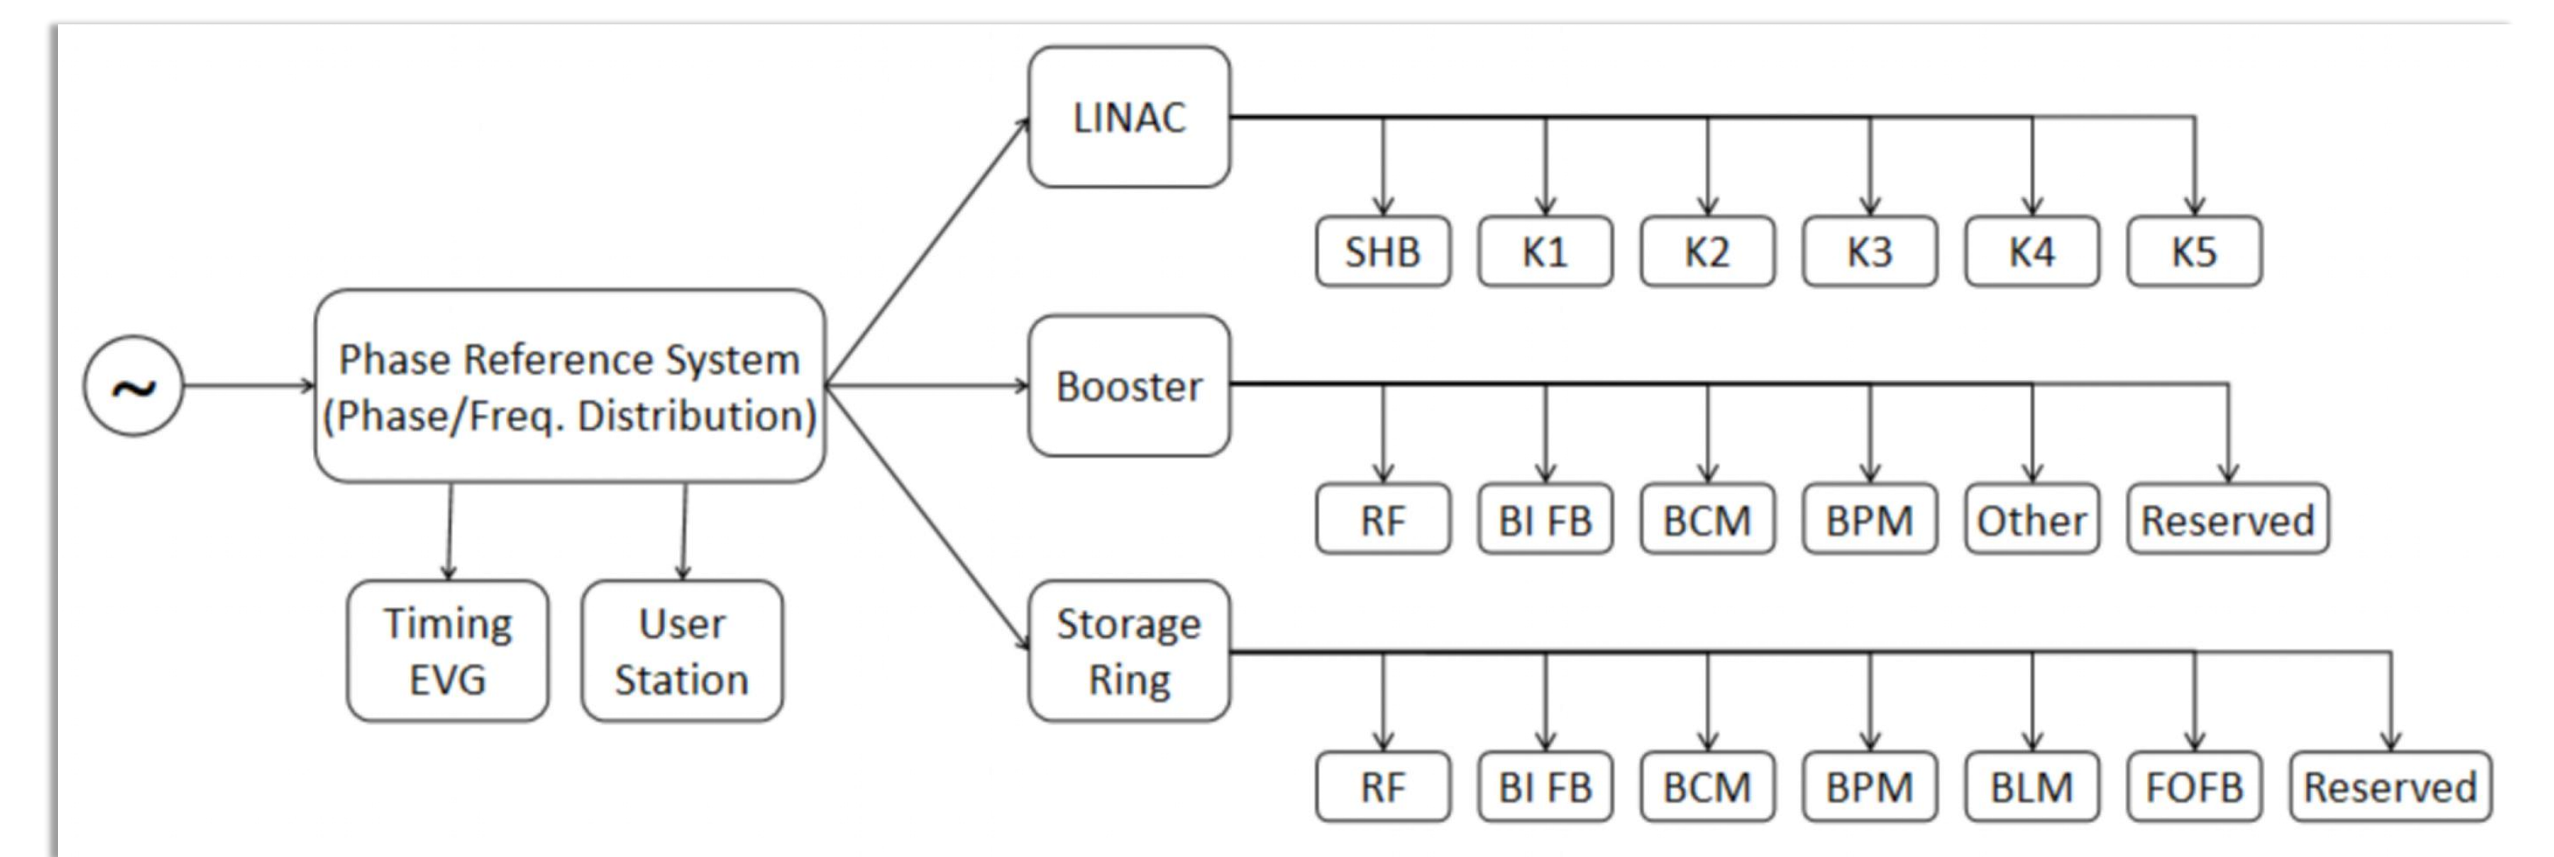 LINAC
SHB K1 K2 K3 K4 K5
~
Phase Reference System
(Phase/Freq. Distribution)
Booster
RF BI FB BCM BPM Other Reserved
Timing
EVG
User
Station
Storage
Ring
RF BI FB BCM BPM BLM FOFB Reserved